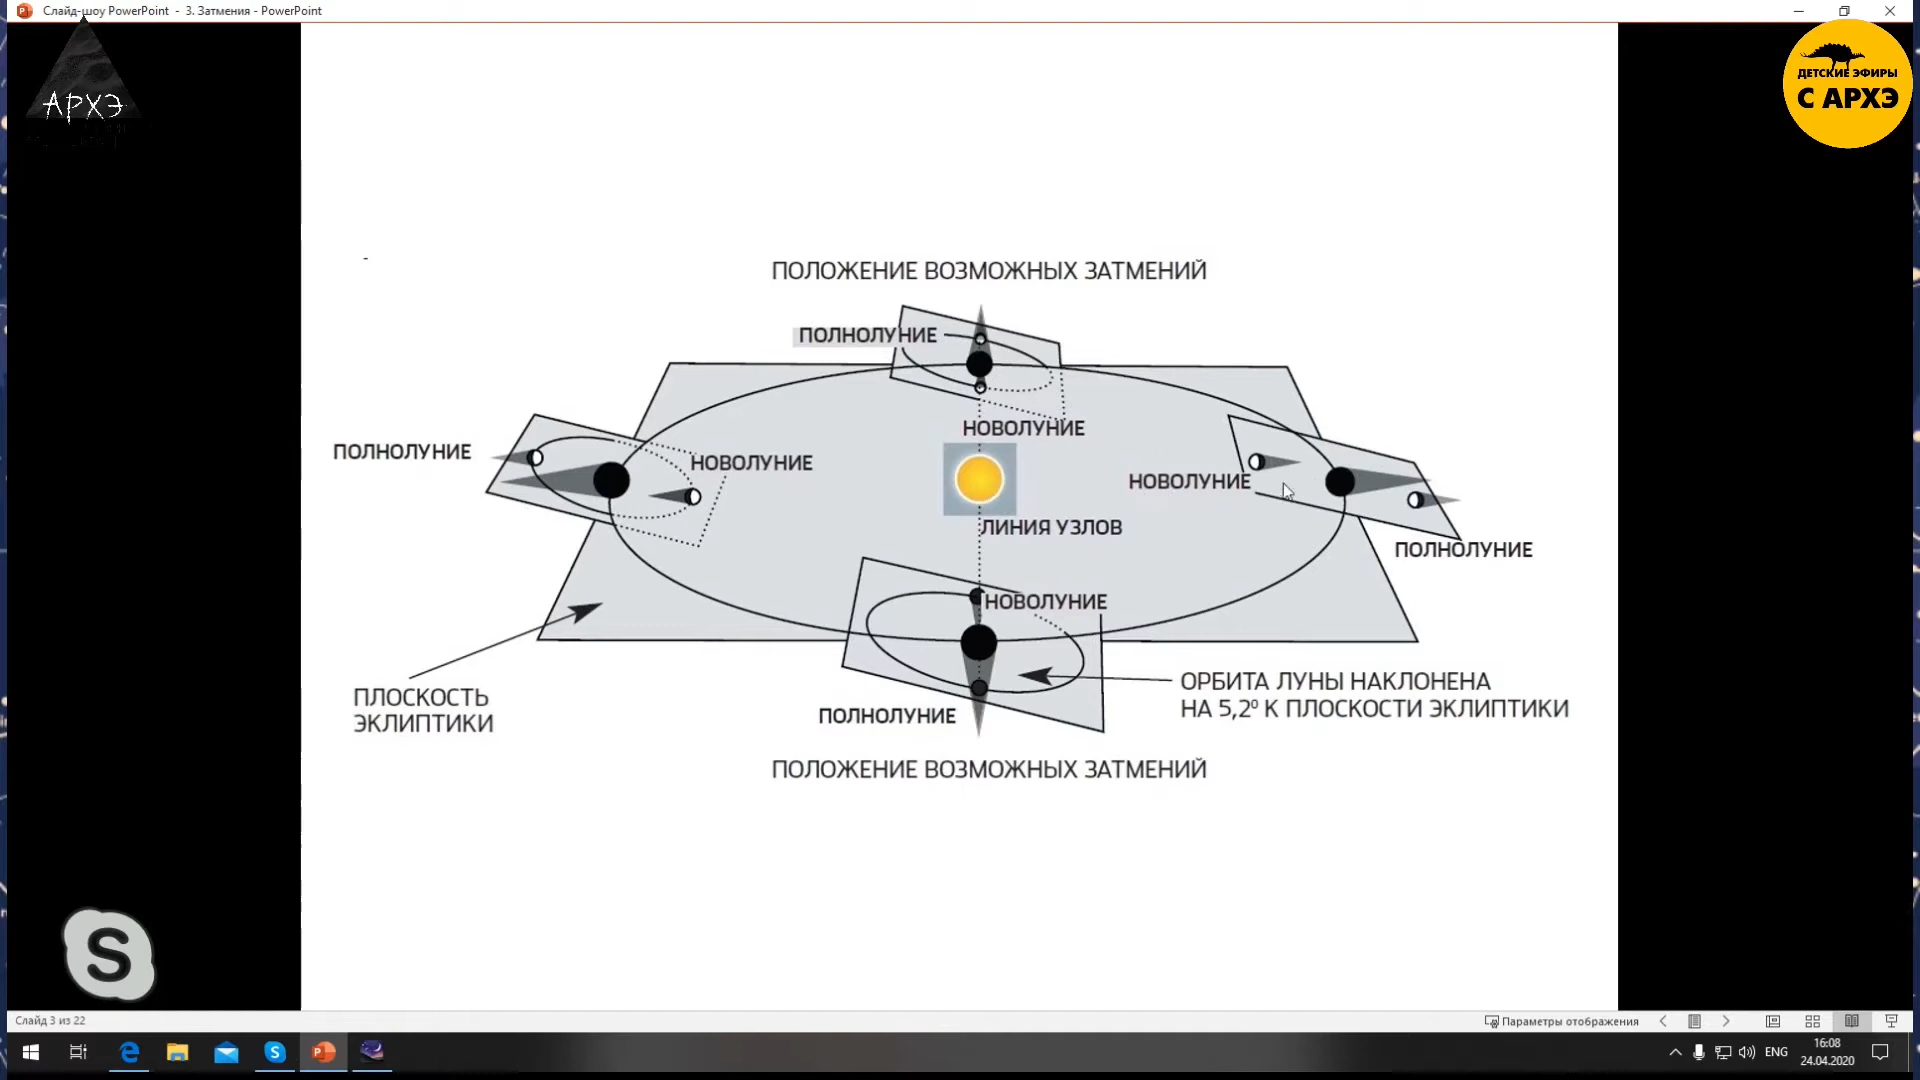 Слайд-шоу PowerPoint - 3. Затмения - PowerPoint
АРХЭ
ДЕТСКИЕ ЭФИРЫ
С АРХЭ
-
ПОЛОЖЕНИЕ ВОЗМОЖНЫХ ЗАТМЕНИЙ
ПОЛНОЛУНИЕ
НОВОЛУНИЕ
ПОЛНОЛУНИЕ
НОВОЛУНИЕ
НОВОЛУНИЕ
ЛИНИЯ УЗЛОВ
ПОЛНОЛУНИЕ
НОВОЛУНИЕ
ПЛОСКОСТЬ
ЭКЛИПТИКИ
ОРБИТА ЛУНЫ НАКЛОНЕНА
НА 5,2⁰ К ПЛОСКОСТИ ЭКЛИПТИКИ
ПОЛНОЛУНИЕ
ПОЛОЖЕНИЕ ВОЗМОЖНЫХ ЗАТМЕНИЙ
S
Слайд 3 из 22
Параметры отображения
ENG
16:08
24.04.2020